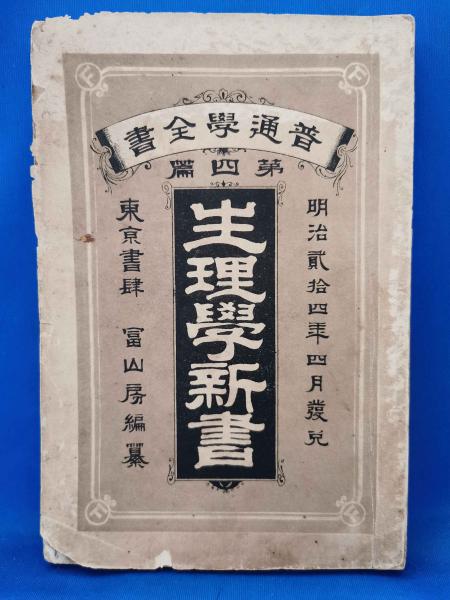 普通學全書
第四篇
明治貳拾四年四月發兌
生理學新書
東京書肆 冨山房編纂